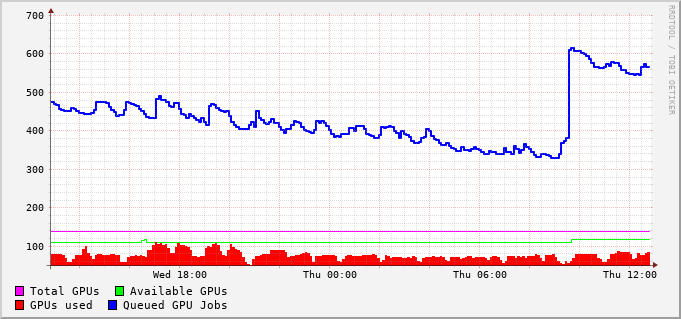 700
600
500
400
300
200
100
Wed 18:00 Thu 00:00 Thu 06:00 Thu 12:00
Total GPUs Available GPUs
GPUs used Queued GPU Jobs
RRDTOOL / TOBI OETIKER